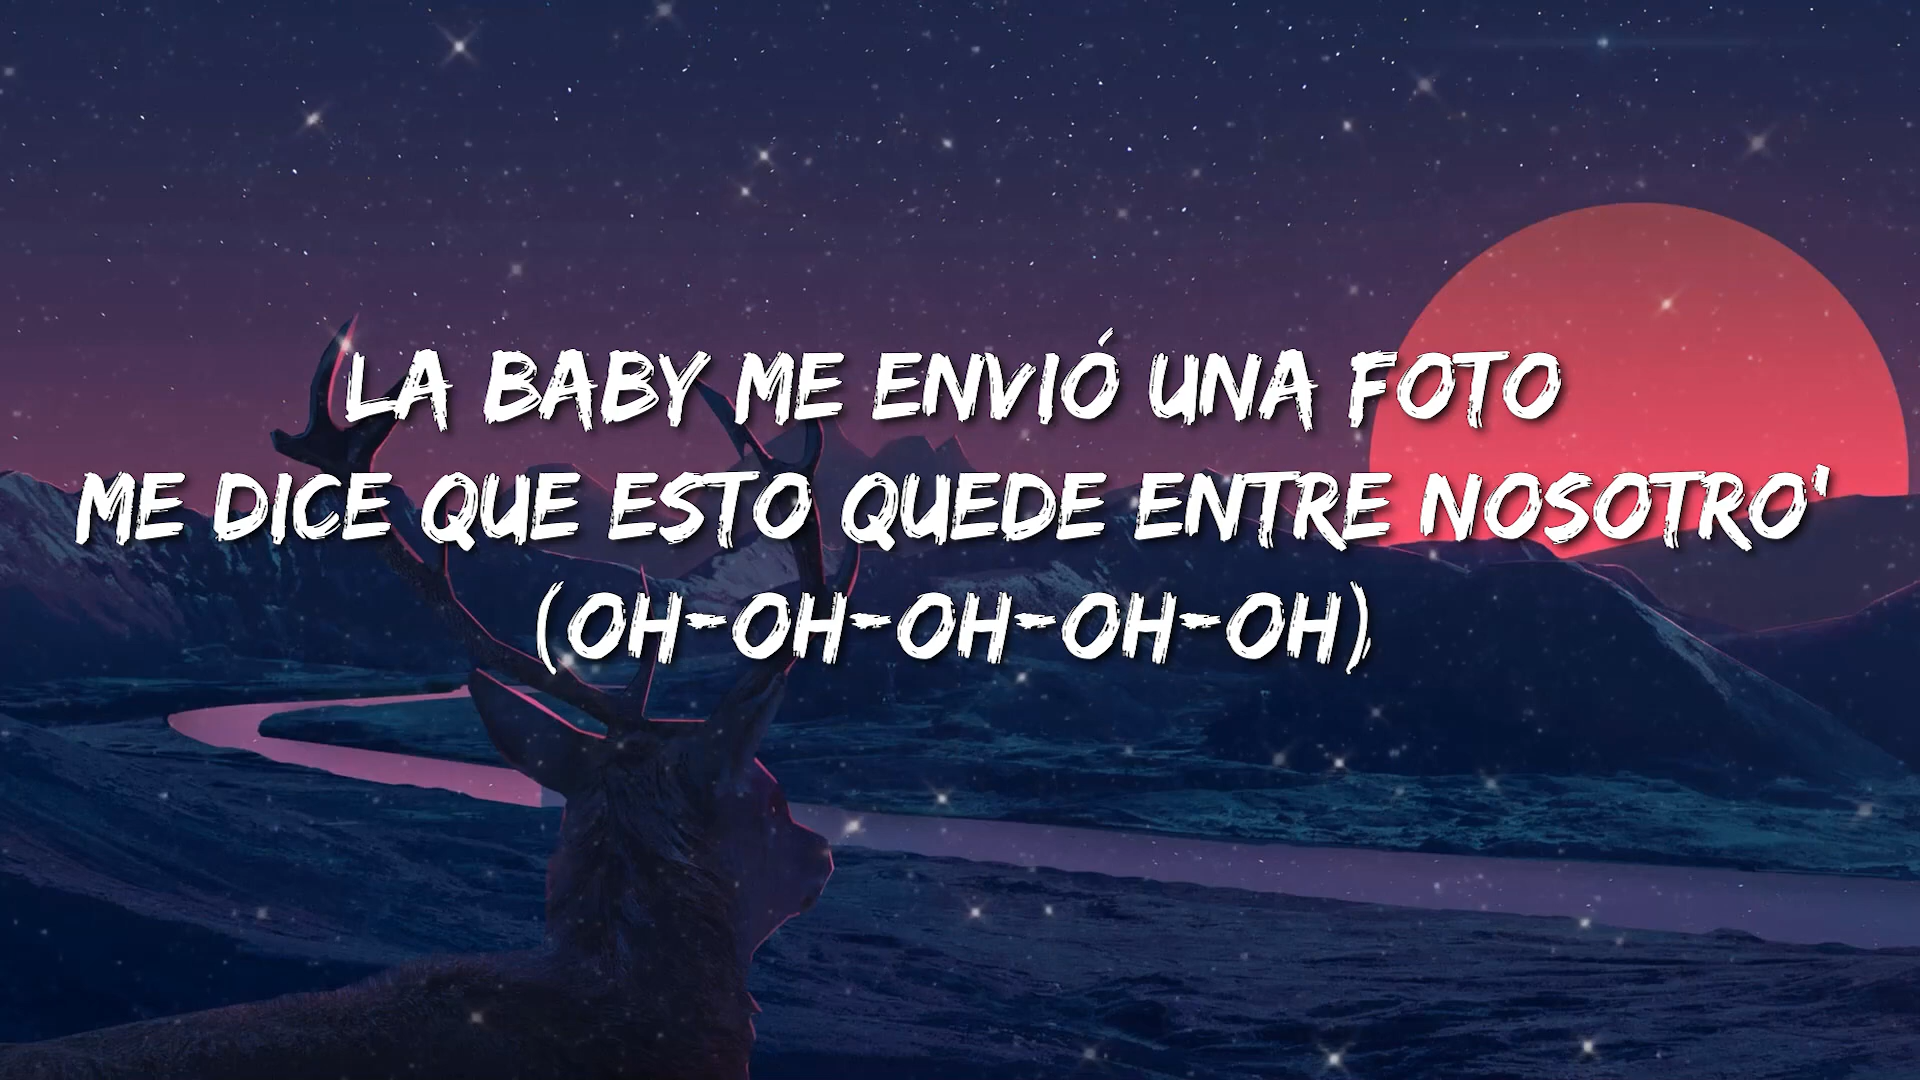 LA BABY ME ENVIÓ UNA FOTO
ME DICE QUE ESTO QUEDE ENTRE NOSOTRO'
(OH-OH-OH-OH-OH)